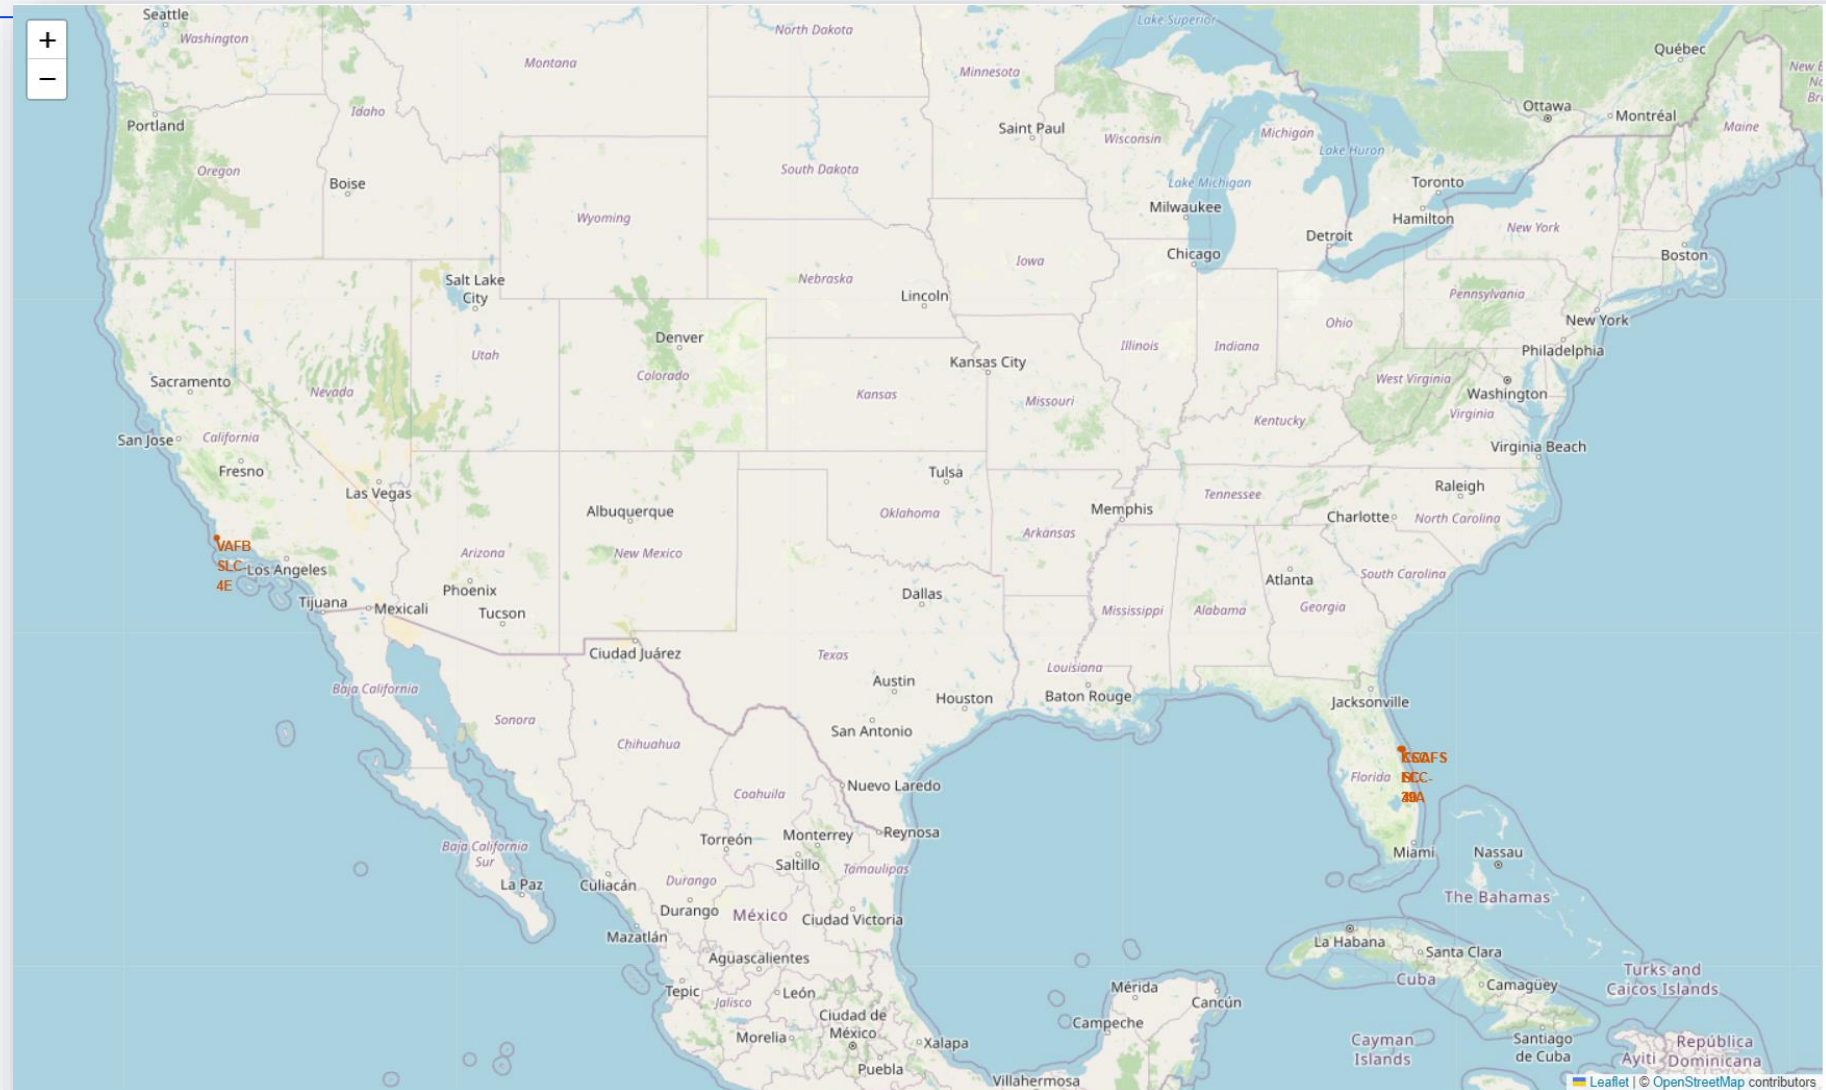 +
−
Seattle
Washington
Montana
North Dakota
Minnesota
Lake Superior
Québec
Ottawa
Montréal
Maine
Portland
Idaho
Oregon
Boise
Saint Paul
Wisconsin
Michigan
Lake Huron
South Dakota
Wyoming
Lake Michigan
Milwaukee
Toronto
Hamilton
New York
Detroit
Chicago
Boston
Iowa
Salt Lake
City
Nebraska
Lincoln
Pennsylvania
New York
Ohio
Denver
Illinois
Indiana
Philadelphia
Utah
Kansas City
Colorado
Sacramento
Nevada
Kansas
Missouri
West Virginia
Washington
Virginia
Kentucky
San Jose
California
Virginia Beach
Fresno
Las Vegas
Tulsa
Raleigh
Tennessee
Albuquerque
Oklahoma
Memphis
Charlotte
North Carolina
Arkansas
VAFB
SLC-
4E
Los Angeles
Arizona
New Mexico
Phoenix
Atlanta
South Carolina
Tijuana
Mexicali
Tucson
Dallas
Mississippi
Alabama
Georgia
Ciudad Juárez
Texas
Louisiana
Austin
Houston
Baton Rouge
Jacksonville
Baja California
Sonora
San Antonio
Chihuahua
Florida
Nuevo Laredo
Coahuila
Torreón
Monterrey
Reynosa
Saltillo
Tamaulipas
Baja California
Sur
Miami
Nassau
La Paz
Culiacán
Durango
Durango
México
Ciudad Victoria
The Bahamas
Mazatlán
La Habana
Santa Clara
Aguascalientes
Cuba
Camagüey
Turks and
Caicos Islands
Tepic
Jalisco
León
Mérida
Cancún
Ciudad de
México
Campeche
Morelia
Xalapa
Cayman
Islands
Santiago
de Cuba
República
Dominicana
Ayiti
Puebla
Villahermosa
Leaflet | © OpenStreetMap contributors